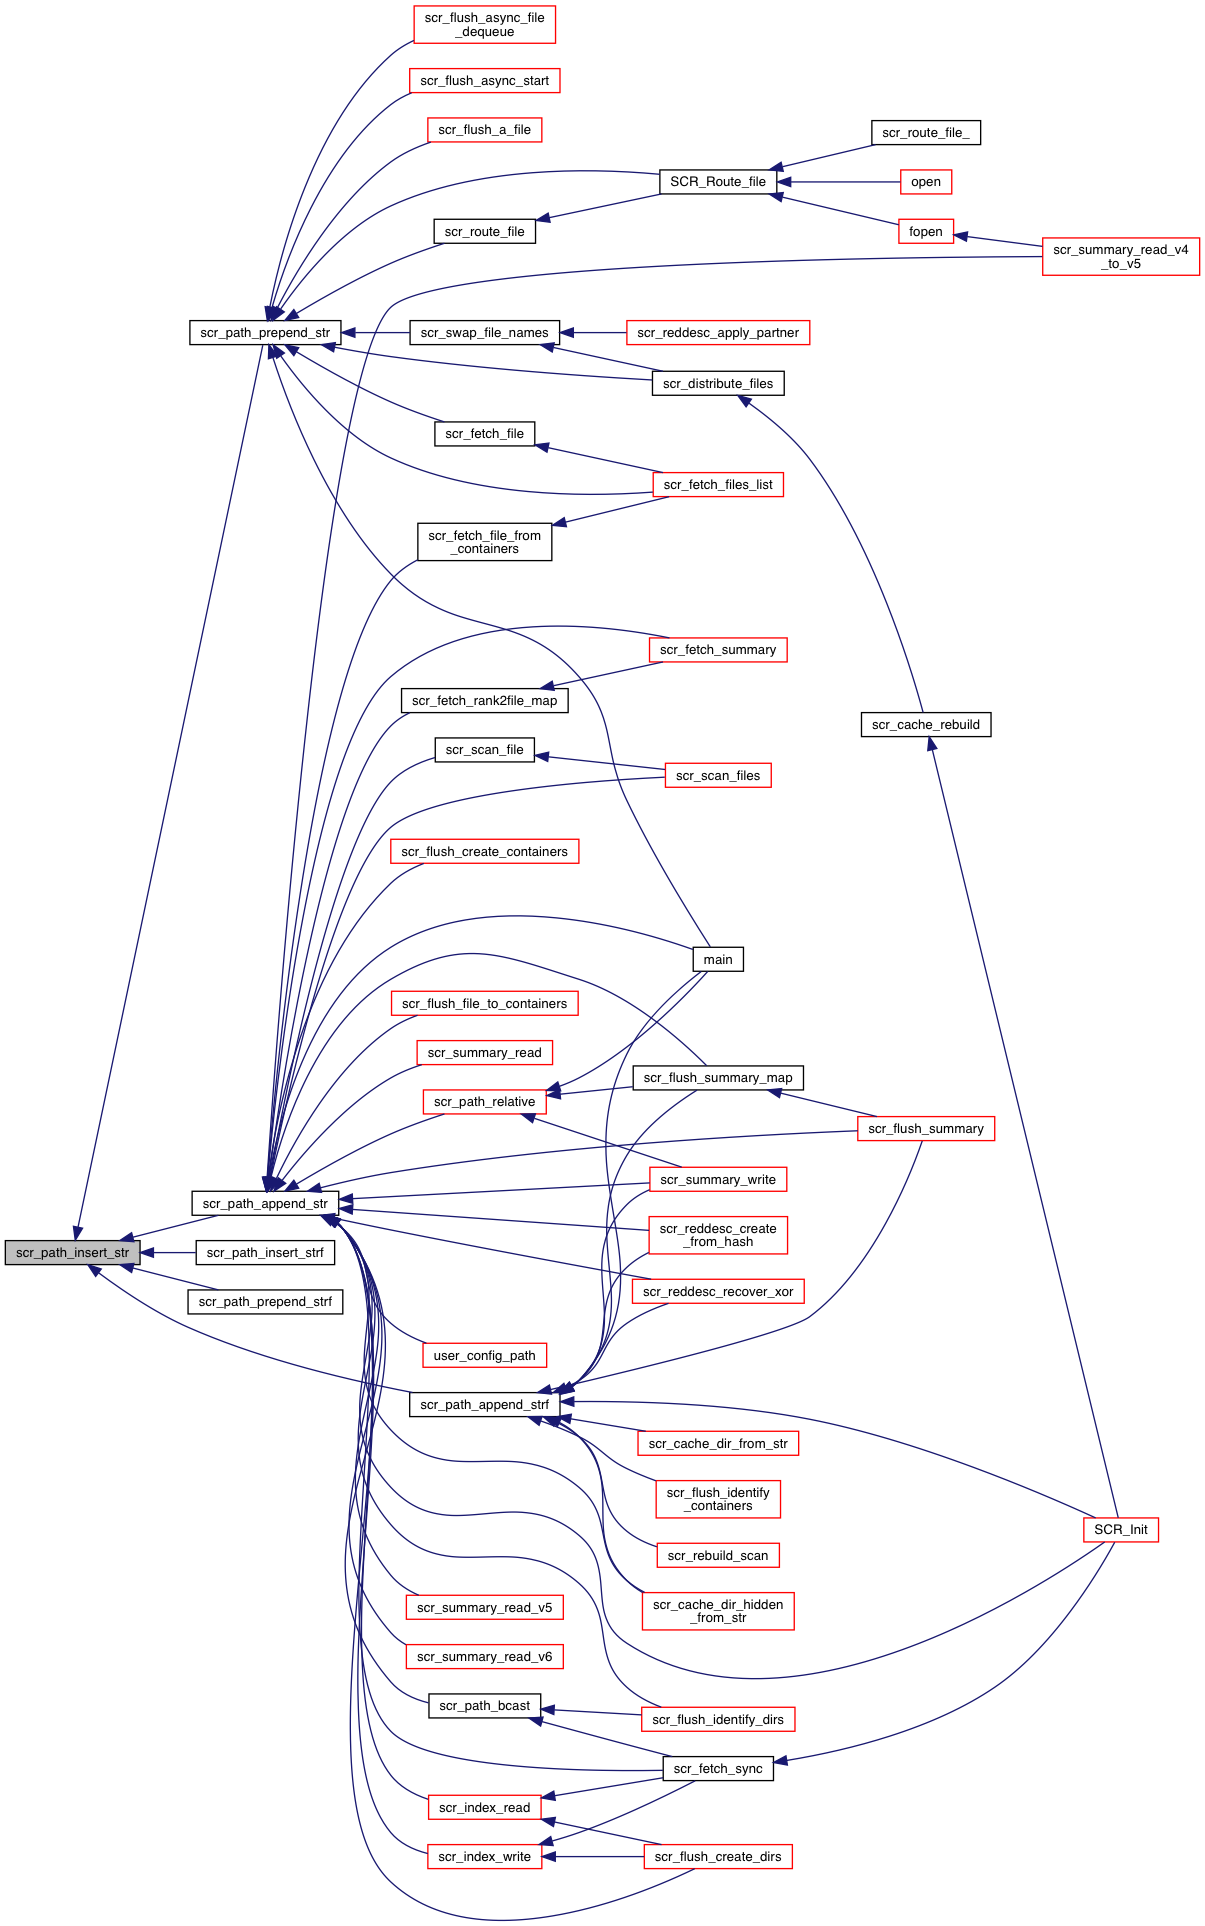 scr_flush_async_file
_dequeue
scr_flush_async_start
scr_flush_a_file
scr_route_file_
SCR_Route_file
open
scr_route_file
fopen
scr_summary_read_v4
_to_v5
scr_path_prepend_str
scr_swap_file_names
scr_reddesc_apply_partner
scr_distribute_files
scr_fetch_file
scr_fetch_files_list
scr_fetch_file_from
_containers
scr_fetch_summary
scr_fetch_rank2file_map
scr_cache_rebuild
scr_scan_file
scr_scan_files
scr_flush_create_containers
main
scr_flush_file_to_containers
scr_summary_read
scr_flush_summary_map
scr_path_relative
scr_flush_summary
scr_summary_write
scr_path_append_str
scr_reddesc_create
_from_hash
scr_path_insert_str
scr_path_insert_strf
scr_reddesc_recover_xor
scr_path_prepend_strf
user_config_path
scr_path_append_strf
scr_cache_dir_from_str
scr_flush_identify
_containers
SCR_Init
scr_rebuild_scan
scr_cache_dir_hidden
_from_str
scr_summary_read_v5
scr_summary_read_v6
scr_path_bcast
scr_flush_identify_dirs
scr_fetch_sync
scr_index_read
scr_index_write
scr_flush_create_dirs